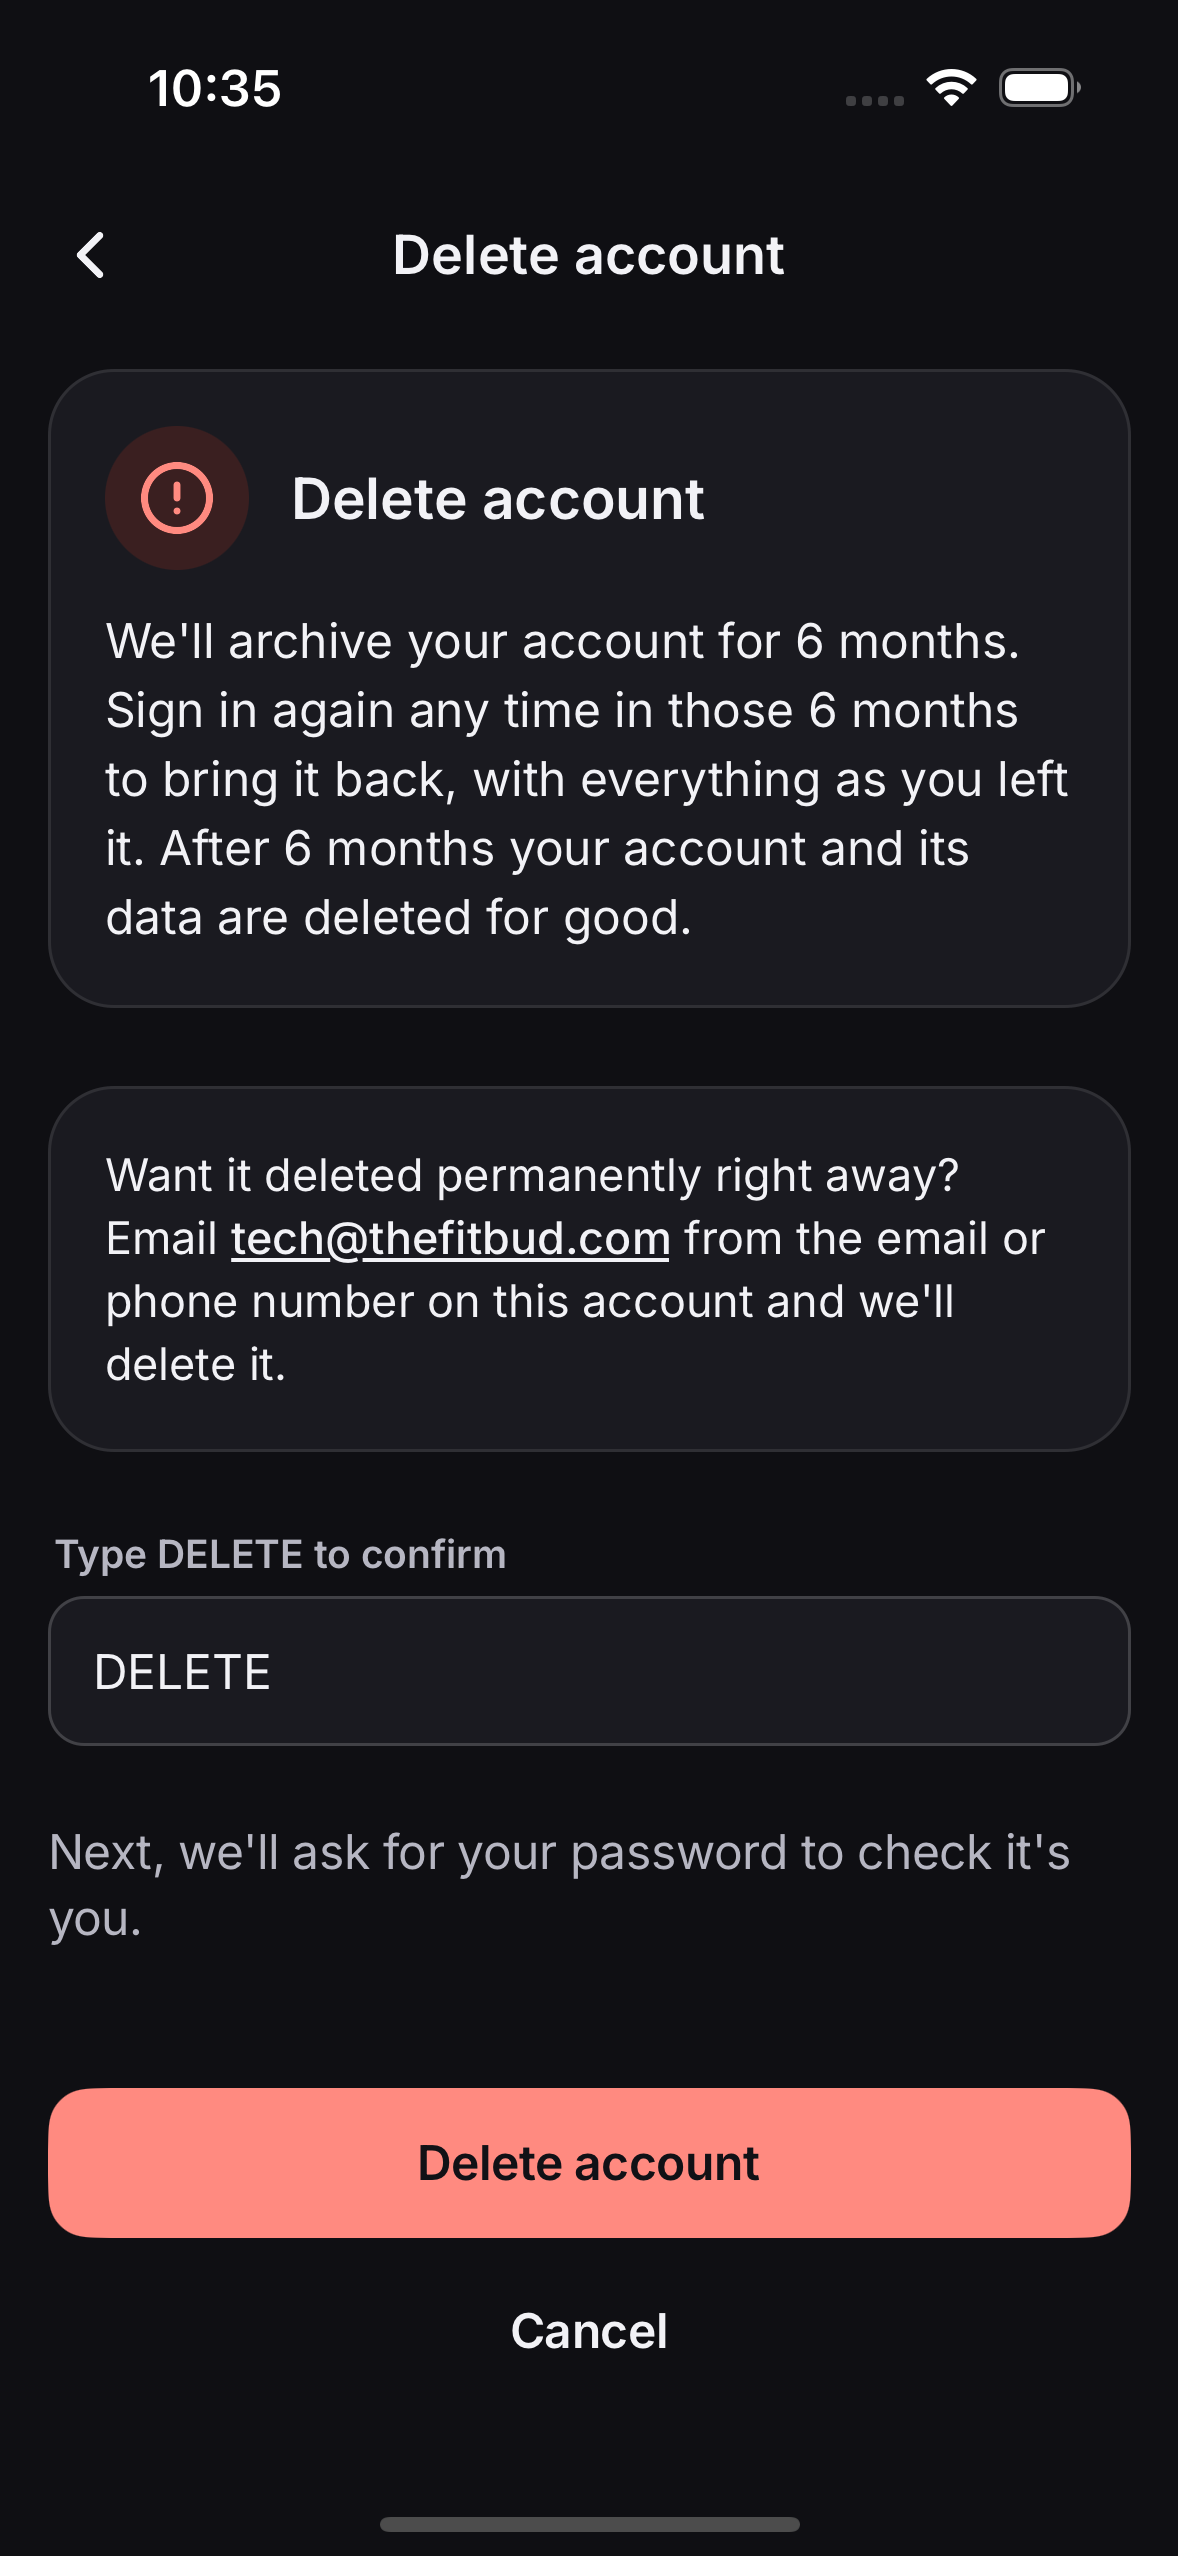 10:35
Delete account
Delete account
We'll archive your account for 6 months.
Sign in again any time in those 6 months
to bring it back, with everything as you left
it. After 6 months your account and its
data are deleted for good.
Want it deleted permanently right away?
Email tech@thefitbud.com from the email or
phone number on this account and we'll
delete it.
Type DELETE to confirm
DELETE
Next, we'll ask for your password to check it's
you.
Delete account
Cancel